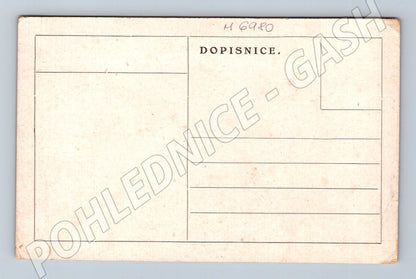 M 6980
DOPISNICE.
POHLEDNICE - GASH